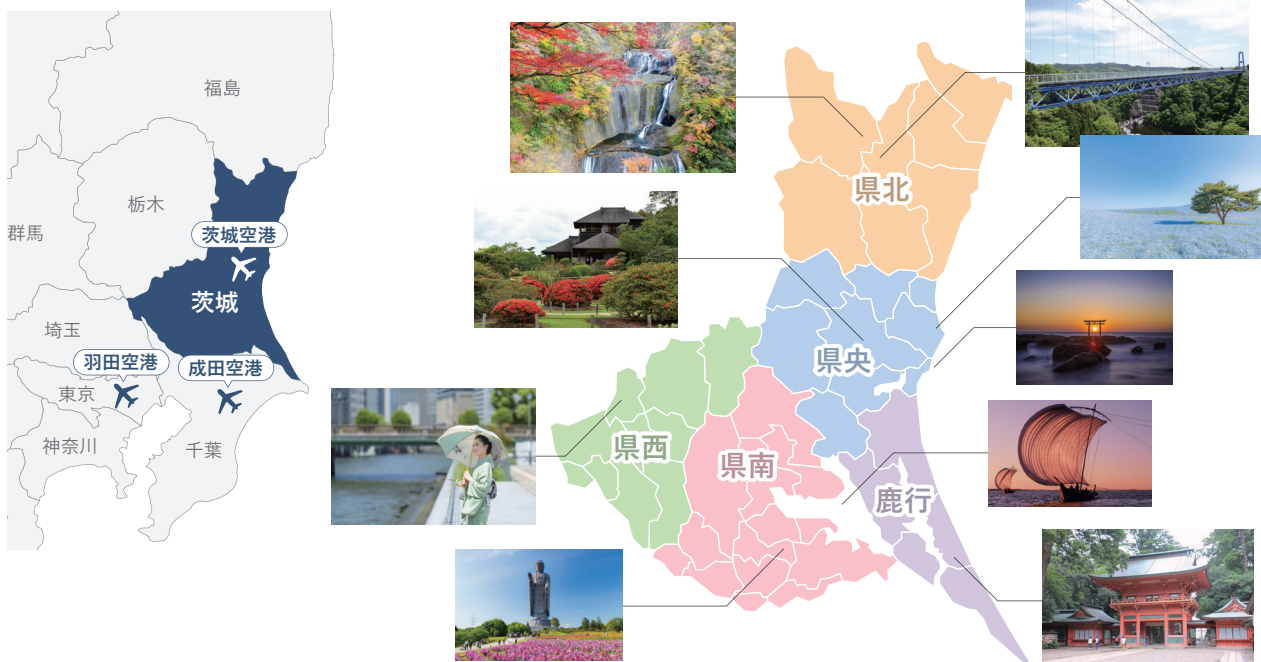 福島
栃木
群馬
茨城空港
茨城
埼玉
羽田空港
成田空港
東京
神奈川
千葉
県北
県央
県西
県南
鹿行